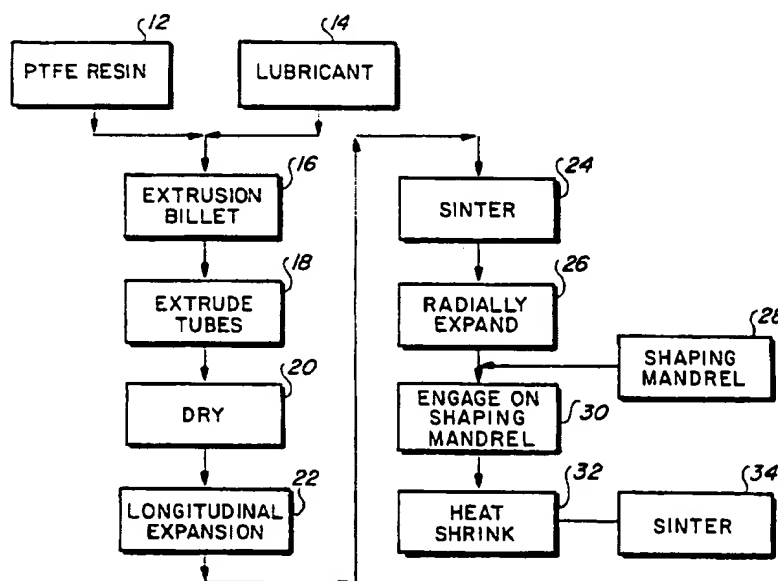 12
PTFE RESIN
14
LUBRICANT
16
EXTRUSION
BILLET
18
EXTRUDE
TUBES
20
DRY
22
LONGITUDINAL
EXPANSION
24
SINTER
26
RADIALLY
EXPAND
28
SHAPING
MANDREL
ENGAGE ON
SHAPING
MANDREL
30
32
HEAT
SHRINK
34
SINTER